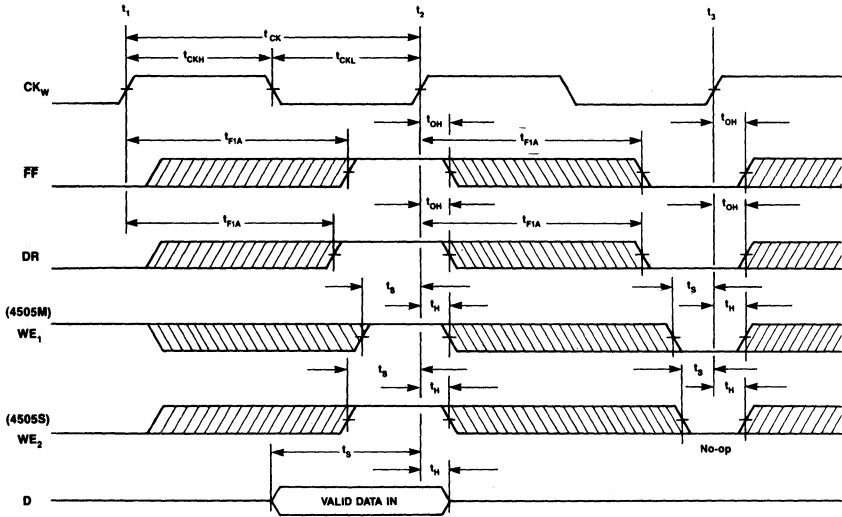 t1 t2 t3
tCK
tCKH tCKL
CKW
tOH tOH
tF1A tF1A
FF
tOH tOH
tF1A tF1A
DR
tS tS
(4505M) tH tH
WE1
tS tS
tH tH
(4505S)
WE2
No-op
tS
tH
D VALID DATA IN